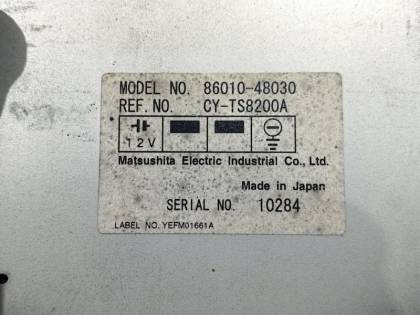 MODEL NO. 86010-48030
REF. NO. CY-TS8200A
12V
Matsushita Electric Industrial Co., Ltd.
Made in Japan
SERIAL NO. 10284
LABEL NO. YEFM01661A